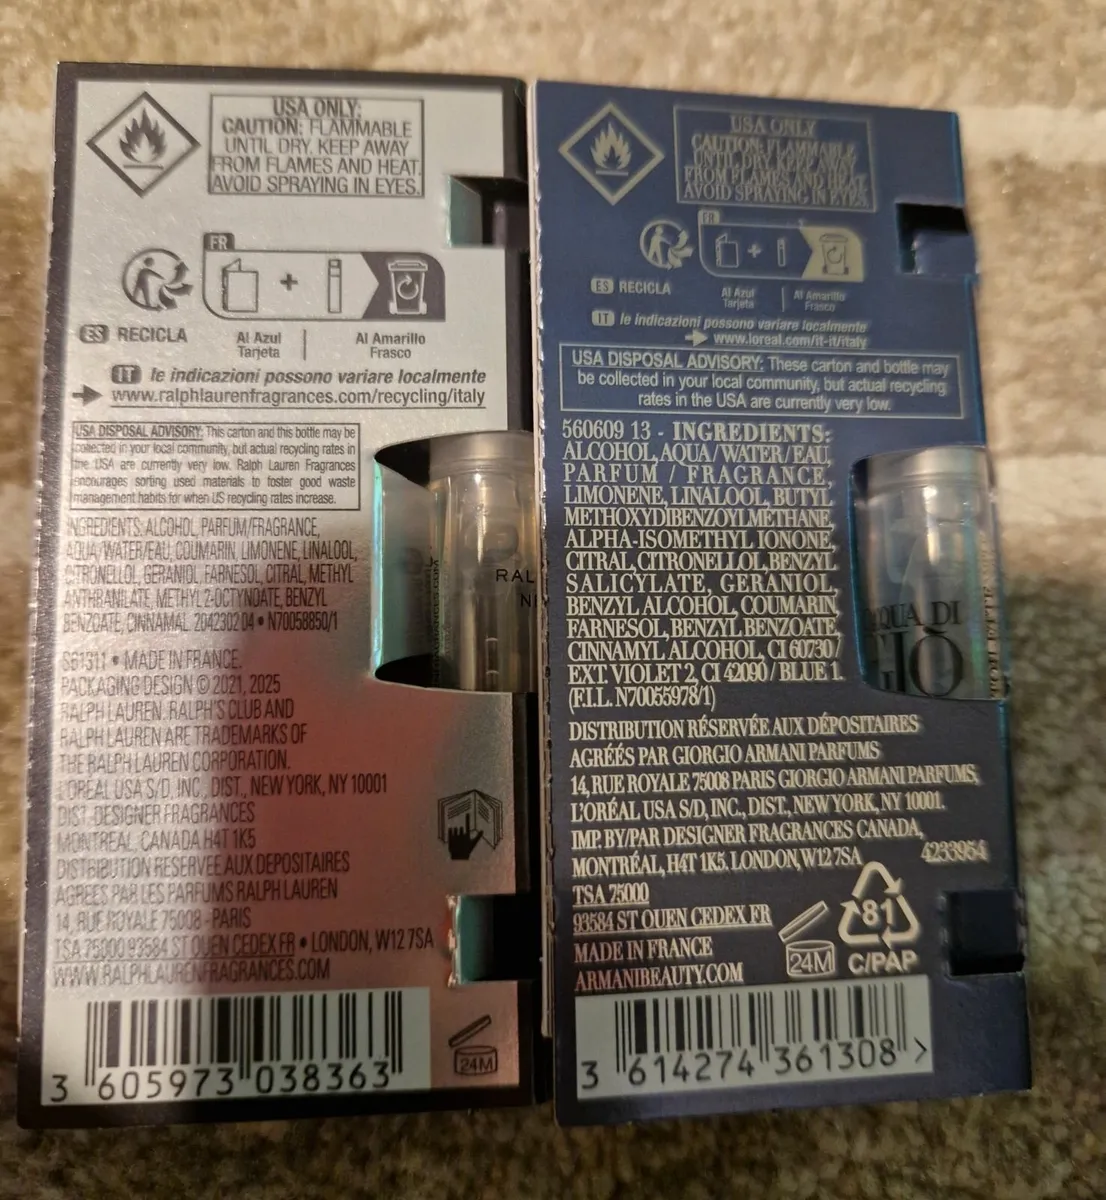 USA ONLY:
CAUTION: FLAMMABLE
UNTIL DRY. KEEP AWAY
FROM FLAMES AND HEAT.
AVOID SPRAYING IN EYES.
FR
ES RECICLA
Al Azul
Tarjeta
Al Amarillo
Frasco
IT le indicazioni possono variare localmente
www.ralphlaurenfragrances.com/recycling/italy
USA DISPOSAL ADVISORY: This carton and this bottle may be
collected in your local community, but actual recycling rates in
the USA are currently very low. Ralph Lauren Fragrances
encourages sorting used materials to foster good waste
management habits for when US recycling rates increase.
INGREDIENTS: ALCOHOL, PARFUM/FRAGRANCE,
AQUA/WATER/EAU, COUMARIN, LIMONENE, LINALOOL,
CITRONELLOL, GERANIOL, FARNESOL, CITRAL, METHYL
ANTHRANILATE, METHYL 2-OCTYNOATE, BENZYL
BENZOATE, CINNAMAL. 2042302 04 • N70058850/1
S61311 • MADE IN FRANCE.
PACKAGING DESIGN © 2021, 2025
RALPH LAUREN. RALPH'S CLUB AND
RALPH LAUREN ARE TRADEMARKS OF
THE RALPH LAUREN CORPORATION.
L'OREAL USA S/D, INC., DIST., NEW YORK, NY 10001
DIST. DESIGNER FRAGRANCES
MONTREAL, CANADA H4T 1K5
DISTRIBUTION RESERVEE AUX DEPOSITAIRES
AGREES PAR LES PARFUMS RALPH LAUREN
14, RUE ROYALE 75008 - PARIS
TSA 75000 93584 ST OUEN CEDEX FR • LONDON, W12 7SA
WWW.RALPHLAURENFRAGRANCES.COM
24M
3 605973 038363
RAL
USA ONLY
CAUTION: FLAMMABLE
UNTIL DRY. KEEP AWAY
FROM FLAMES AND HEAT.
AVOID SPRAYING IN EYES.
FR
ES RECICLA
Al Azul
Tarjeta
Al Amarillo
Frasco
IT le indicazioni possono variare localmente
www.loreal.com/it-it/italy
USA DISPOSAL ADVISORY: These carton and bottle may
be collected in your local community, but actual recycling
rates in the USA are currently very low.
560609 13 - INGREDIENTS:
ALCOHOL, AQUA/WATER/EAU,
PARFUM / FRAGRANCE,
LIMONENE, LINALOOL, BUTYL
METHOXYDIBENZOYLMETHANE,
ALPHA-ISOMETHYL IONONE,
CITRAL, CITRONELLOL, BENZYL
SALICYLATE, GERANIOL,
BENZYL ALCOHOL, COUMARIN,
FARNESOL, BENZYL BENZOATE,
CINNAMYL ALCOHOL, CI 60730 /
EXT. VIOLET 2, CI 42090 / BLUE 1.
(F.I.L. N70055978/1)
DISTRIBUTION RÉSERVÉE AUX DÉPOSITAIRES
AGRÉÉS PAR GIORGIO ARMANI PARFUMS
14, RUE ROYALE 75008 PARIS GIORGIO ARMANI PARFUMS,
L'ORÉAL USA S/D, INC., DIST., NEW YORK, NY 10001.
IMP. BY/PAR DESIGNER FRAGRANCES CANADA,
MONTRÉAL, H4T 1K5. LONDON, W12 7SA
4233954
TSA 75000
93584 ST OUEN CEDEX FR
MADE IN FRANCE
ARMANIBEAUTY.COM
24M
81
C/PAP
3 614274 361308 >
ACQUA DI
GIÒ